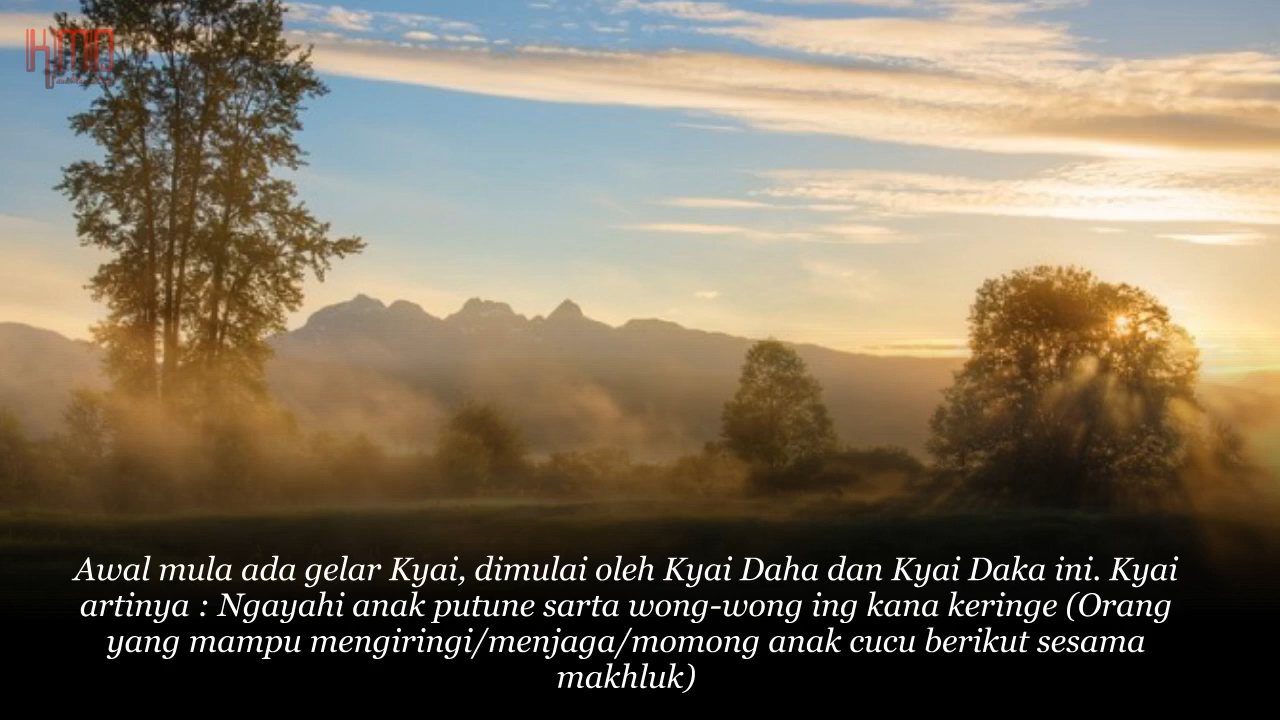 KMO
Awal mula ada gelar Kyai, dimulai oleh Kyai Daha dan Kyai Daka ini. Kyai
artinya : Ngayahi anak putune sarta wong-wong ing kana keringe (Orang
yang mampu mengiringi/menjaga/momong anak cucu berikut sesama
makhluk)